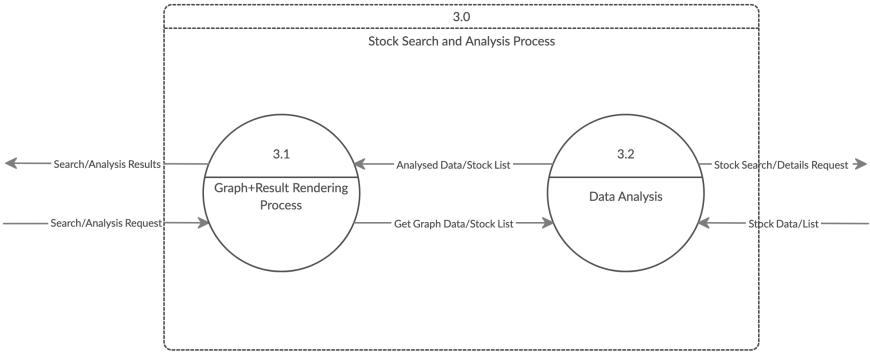 3.0
Stock Search and Analysis Process
3.1
3.2
Search/Analysis Results
Analysed Data/Stock List
Stock Search/Details Request
Graph+Result Rendering
Process
Data Analysis
Search/Analysis Request
Get Graph Data/Stock List
Stock Data/List